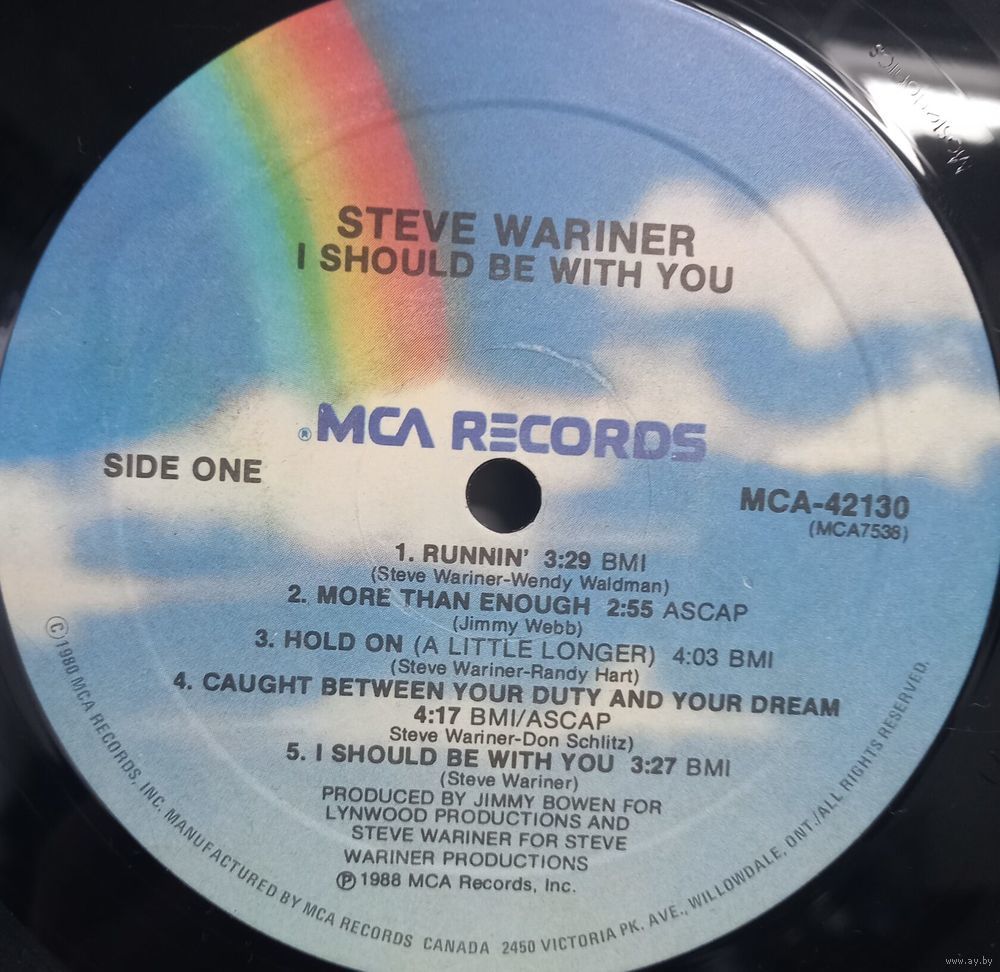 STEVE WARINER
I SHOULD BE WITH YOU
®MCA RECORDS
SIDE ONE
MCA-42130
(MCA7538)
1. RUNNIN' 3:29 BMI
(Steve Wariner-Wendy Waldman)
2. MORE THAN ENOUGH 2:55 ASCAP
(Jimmy Webb)
3. HOLD ON (A LITTLE LONGER) 4:03 BMI
(Steve Wariner-Randy Hart)
4. CAUGHT BETWEEN YOUR DUTY AND YOUR DREAM
4:17 BMI/ASCAP
Steve Wariner-Don Schlitz)
5. I SHOULD BE WITH YOU 3:27 BMI
(Steve Wariner)
PRODUCED BY JIMMY BOWEN FOR
LYNWOOD PRODUCTIONS AND
STEVE WARINER FOR STEVE
WARINER PRODUCTIONS
℗ 1988 MCA Records, Inc.
©1980 MCA RECORDS, INC. MANUFACTURED BY MCA RECORDS CANADA 2450 VICTORIA PK. AVE., WILLOWDALE, ONT./ALL RIGHTS RESERVED.
www.ay.by